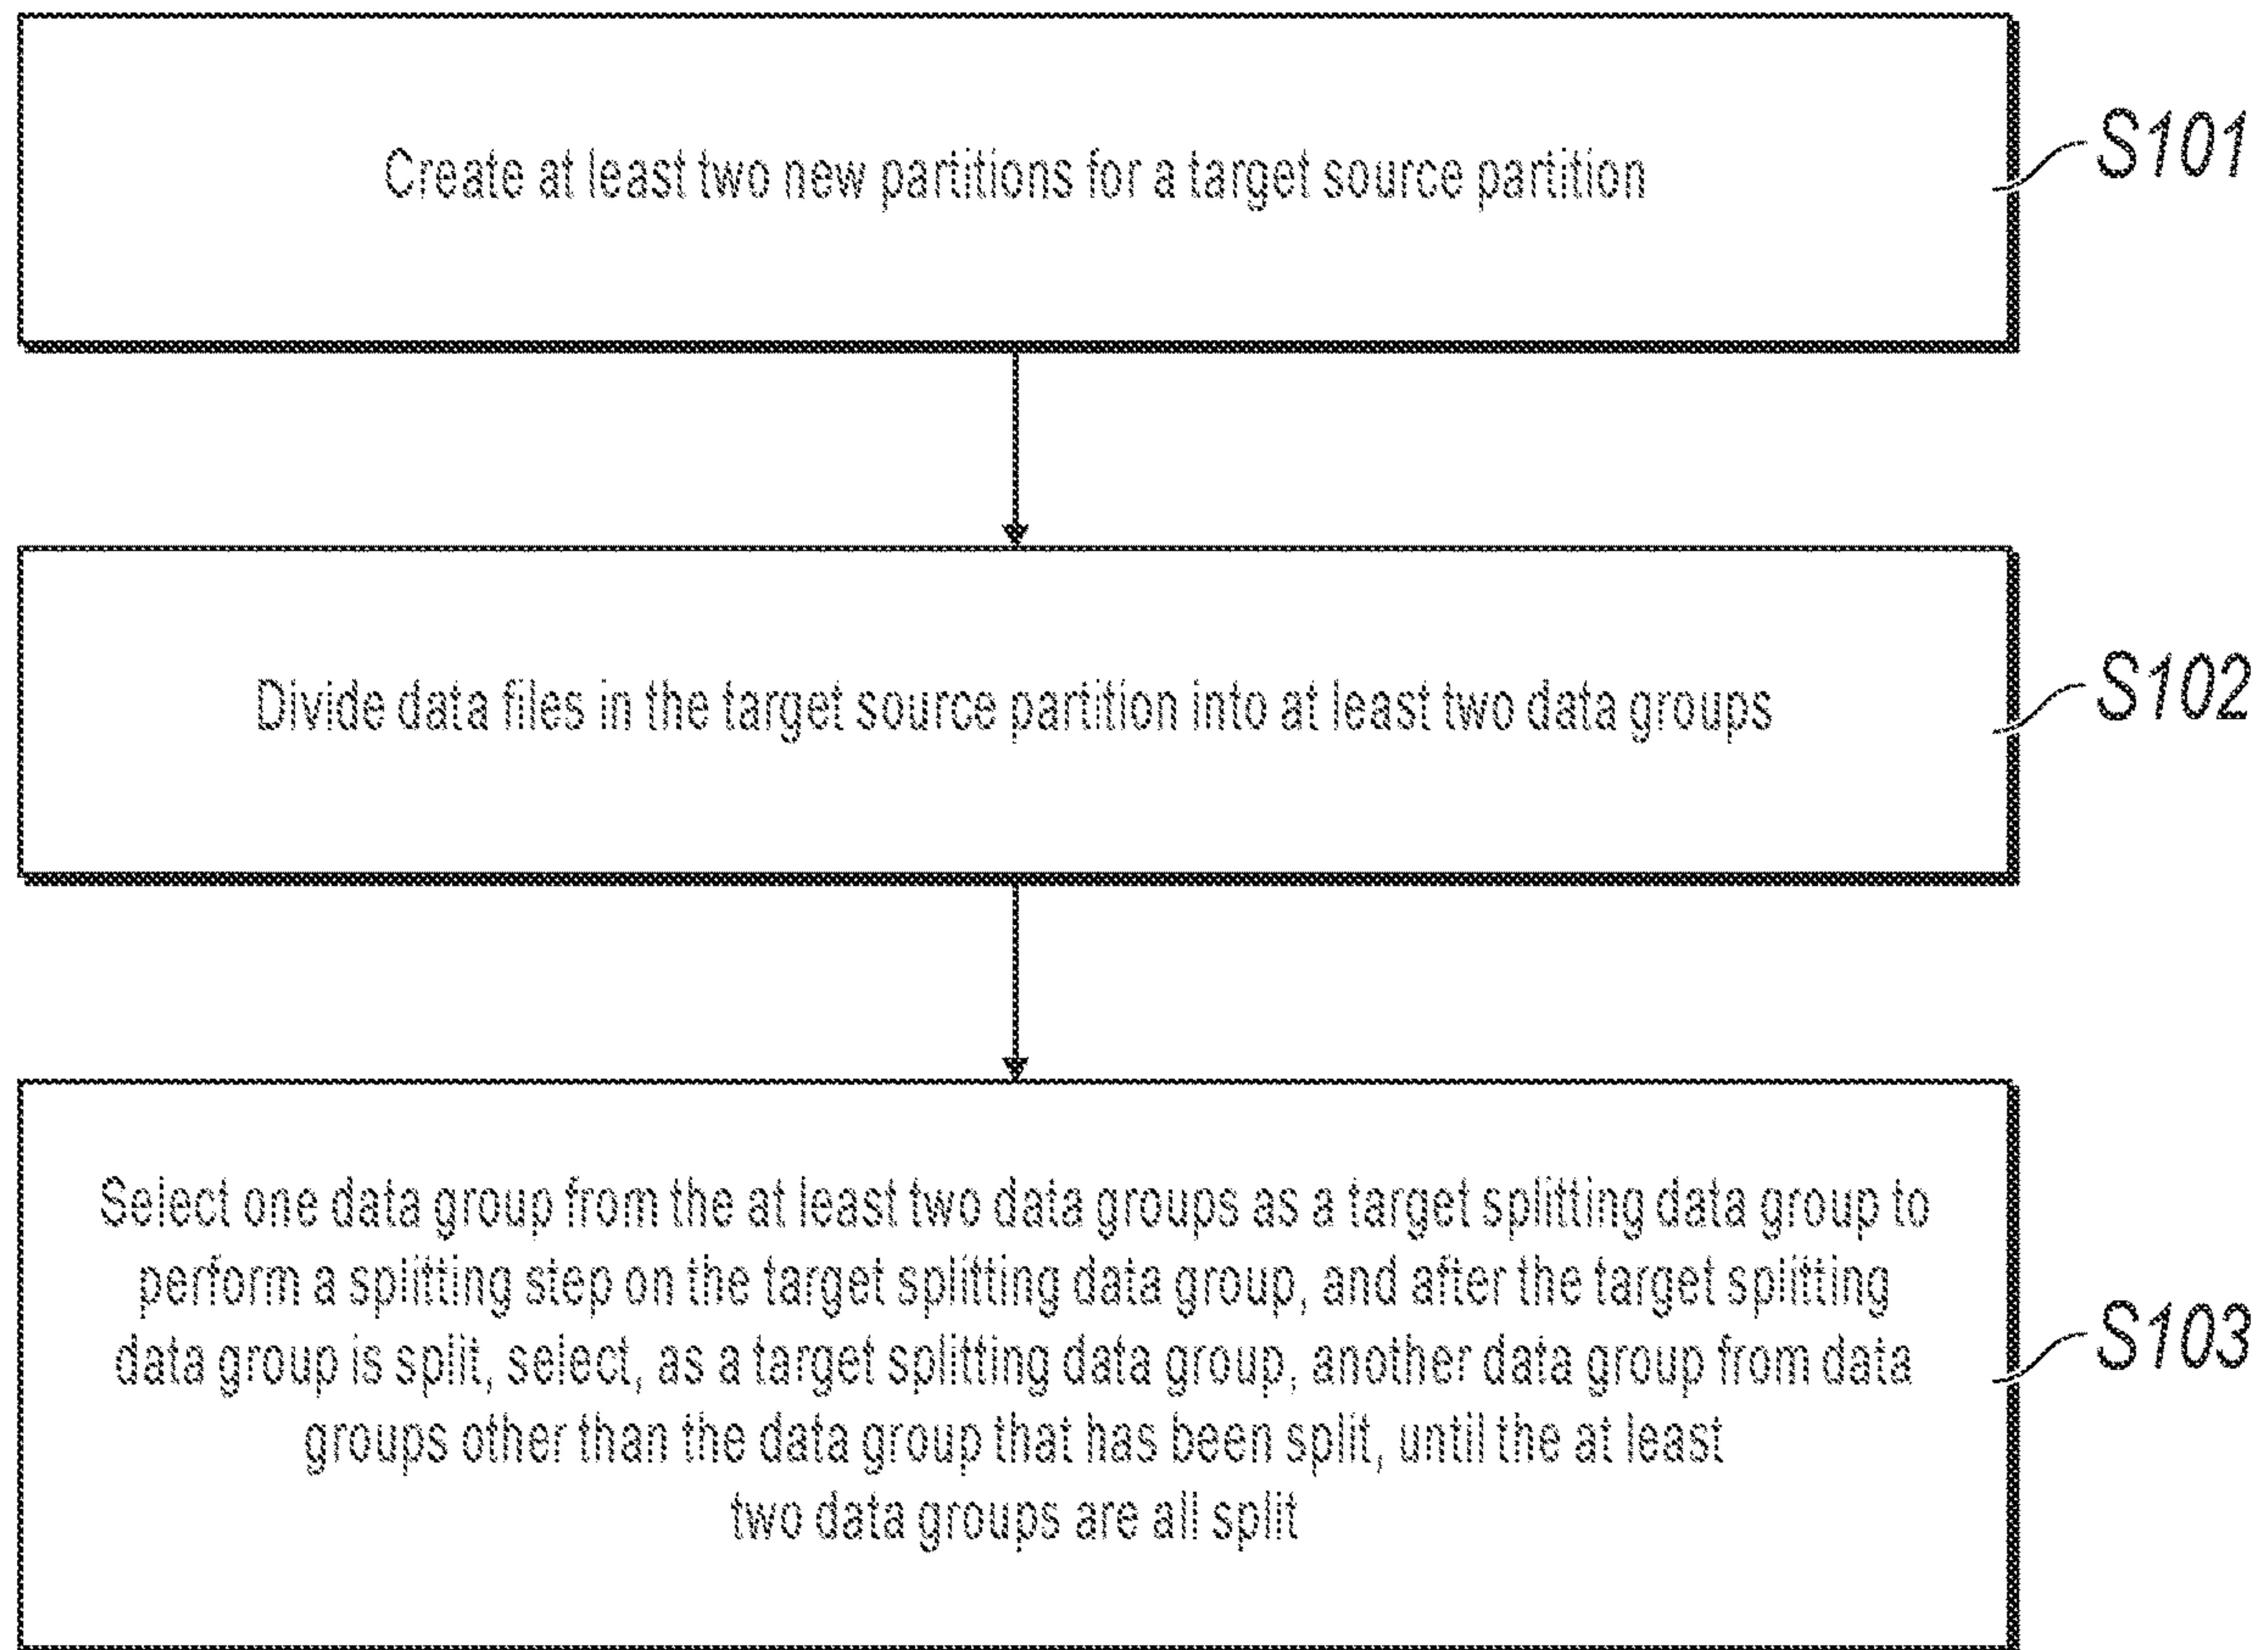 Create at least two new partitions for a target source partition
S101
Divide data files in the target source partition into at least two data groups
S102
Select one data group from the at least two data groups as a target splitting data group to
perform a splitting step on the target splitting data group, and after the target splitting
data group is split, select, as a target splitting data group, another data group from data
groups other than the data group that has been split, until the at least
two data groups are all split
S103